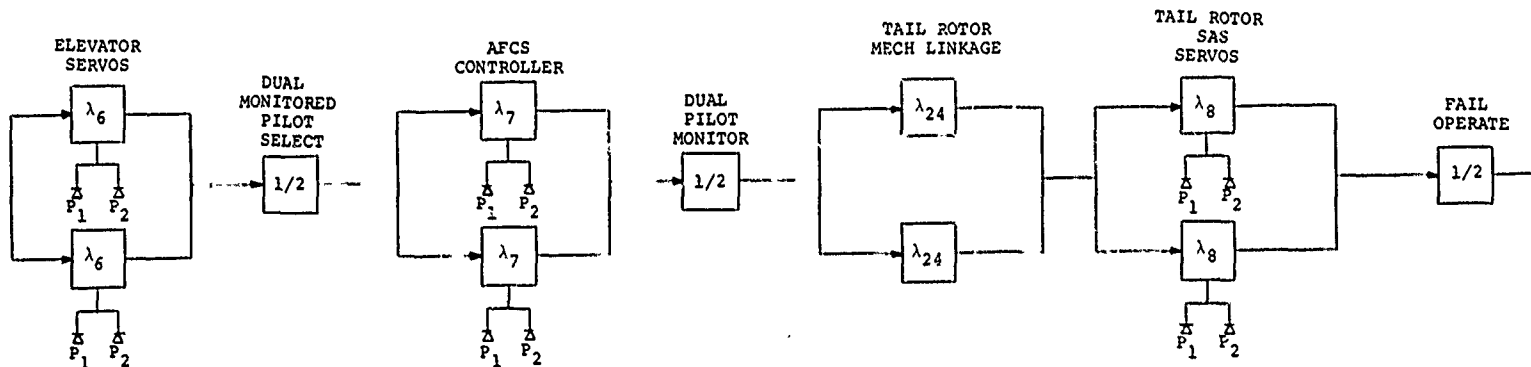 ELEVATOR
SERVOS
λ6
P1 P2
λ6
P1 P2
DUAL
MONITORED
PILOT
SELECT
1/2
AFCS
CONTROLLER
λ7
P1 P2
λ7
P1 P2
DUAL
PILOT
MONITOR
1/2
TAIL ROTOR
MECH LINKAGE
λ24
λ24
TAIL ROTOR
SAS
SERVOS
λ8
P1 P2
λ8
P1 P2
FAIL
OPERATE
1/2